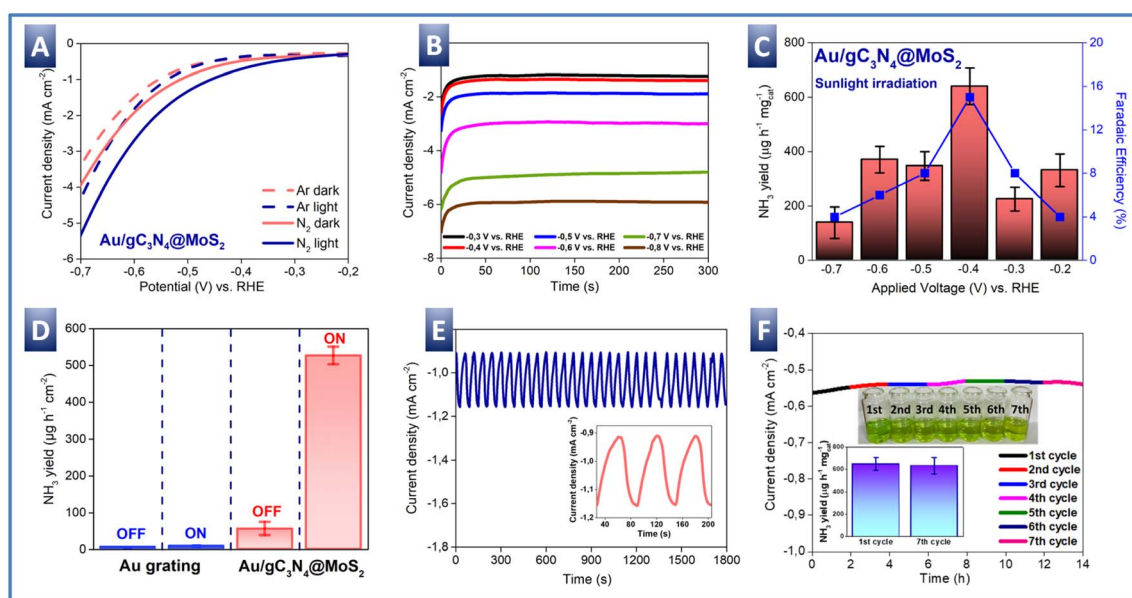 A
0
-1
-2
-3
-4
-5
-6
Current density (mA cm⁻²)
Ar dark
Ar light
N₂ dark
N₂ light
Au/gC₃N₄@MoS₂
-0,7 -0,6 -0,5 -0,4 -0,3 -0,2
Potential (V) vs. RHE
B
-2
-4
-6
-8
Current density (mA cm⁻²)
-0,3 V vs. RHE -0,5 V vs. RHE -0,7 V vs. RHE
-0,4 V vs. RHE -0,6 V vs. RHE -0,8 V vs. RHE
0 50 100 150 200 250 300
Time (s)
C
Au/gC₃N₄@MoS₂
Sunlight irradiation
800
600
400
200
0
NH₃ yield (µg h⁻¹ mg⁻¹cat)
20
16
12
8
4
0
Faradaic Efficiency (%)
-0.7 -0.6 -0.5 -0.4 -0.3 -0.2
Applied Voltage (V) vs. RHE
D
600
500
400
300
200
100
0
NH₃ yield (µg h⁻¹ cm⁻²)
OFF ON OFF ON
Au grating Au/gC₃N₄@MoS₂
E
-1,0
-1,2
-1,4
-1,6
-1,8
Current density (mA cm⁻²)
-0,9
-1,0
-1,1
-1,2
Current density (mA cm⁻²)
40 80 120 160 200
Time (s)
0 300 600 900 1200 1500 1800
Time (s)
F
-0,4
-0,5
-0,6
-0,7
-0,8
-0,9
-1,0
Current density (mA cm⁻²)
1st 2nd 3rd 4th 5th 6th 7th
800
600
400
200
0
NH₃ yield (µg h⁻¹ mg⁻¹cat)
1st cycle 7th cycle
1st cycle
2nd cycle
3rd cycle
4th cycle
5th cycle
6th cycle
7th cycle
0 2 4 6 8 10 12 14
Time (h)